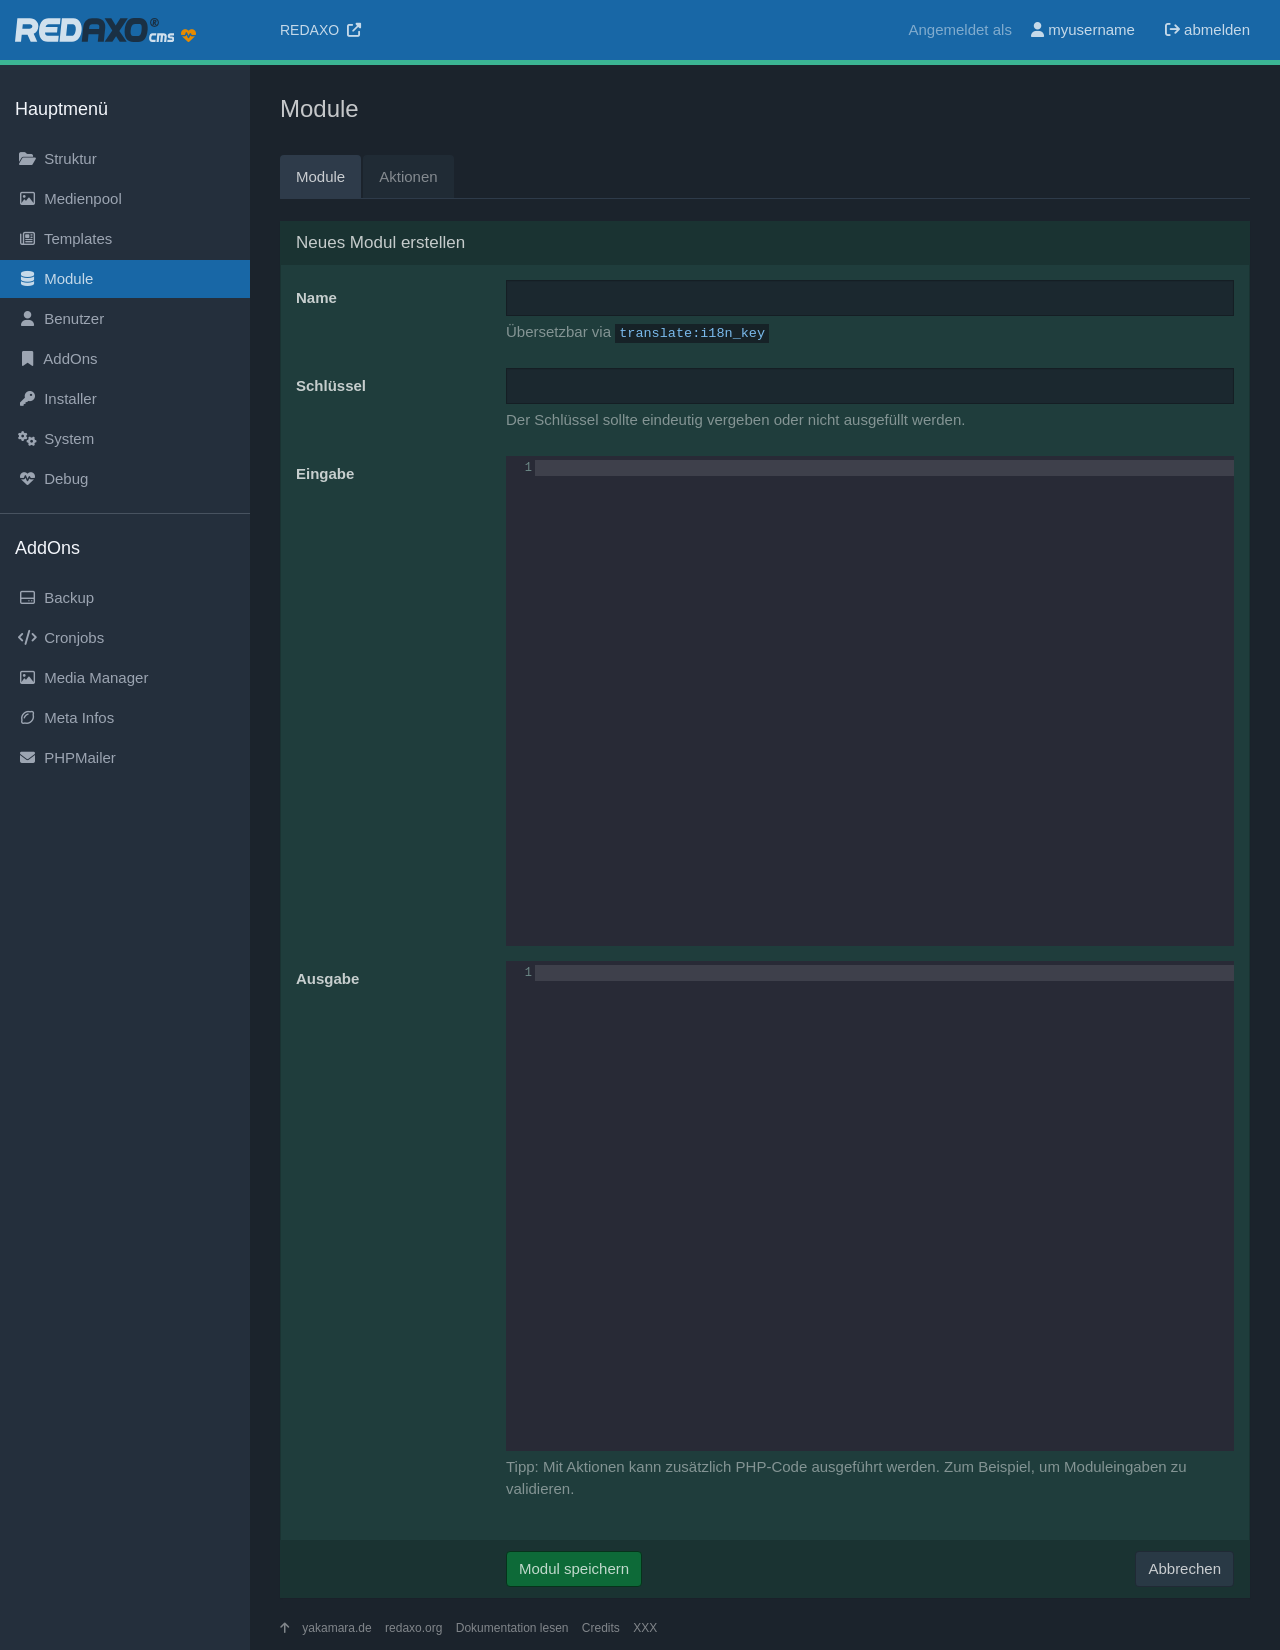 REDAXO® cms
REDAXO
Angemeldet als myusername abmelden
Hauptmenü
Struktur
Medienpool
Templates
Module
Benutzer
AddOns
Installer
System
Debug
AddOns
Backup
Cronjobs
Media Manager
Meta Infos
PHPMailer
Module
Module Aktionen
Neues Modul erstellen
Name
Übersetzbar via translate:i18n_key
Schlüssel
Der Schlüssel sollte eindeutig vergeben oder nicht ausgefüllt werden.
Eingabe
1
Ausgabe
1
Tipp: Mit Aktionen kann zusätzlich PHP-Code ausgeführt werden. Zum Beispiel, um Moduleingaben zu
validieren.
Modul speichern Abbrechen
yakamara.de redaxo.org Dokumentation lesen Credits XXX